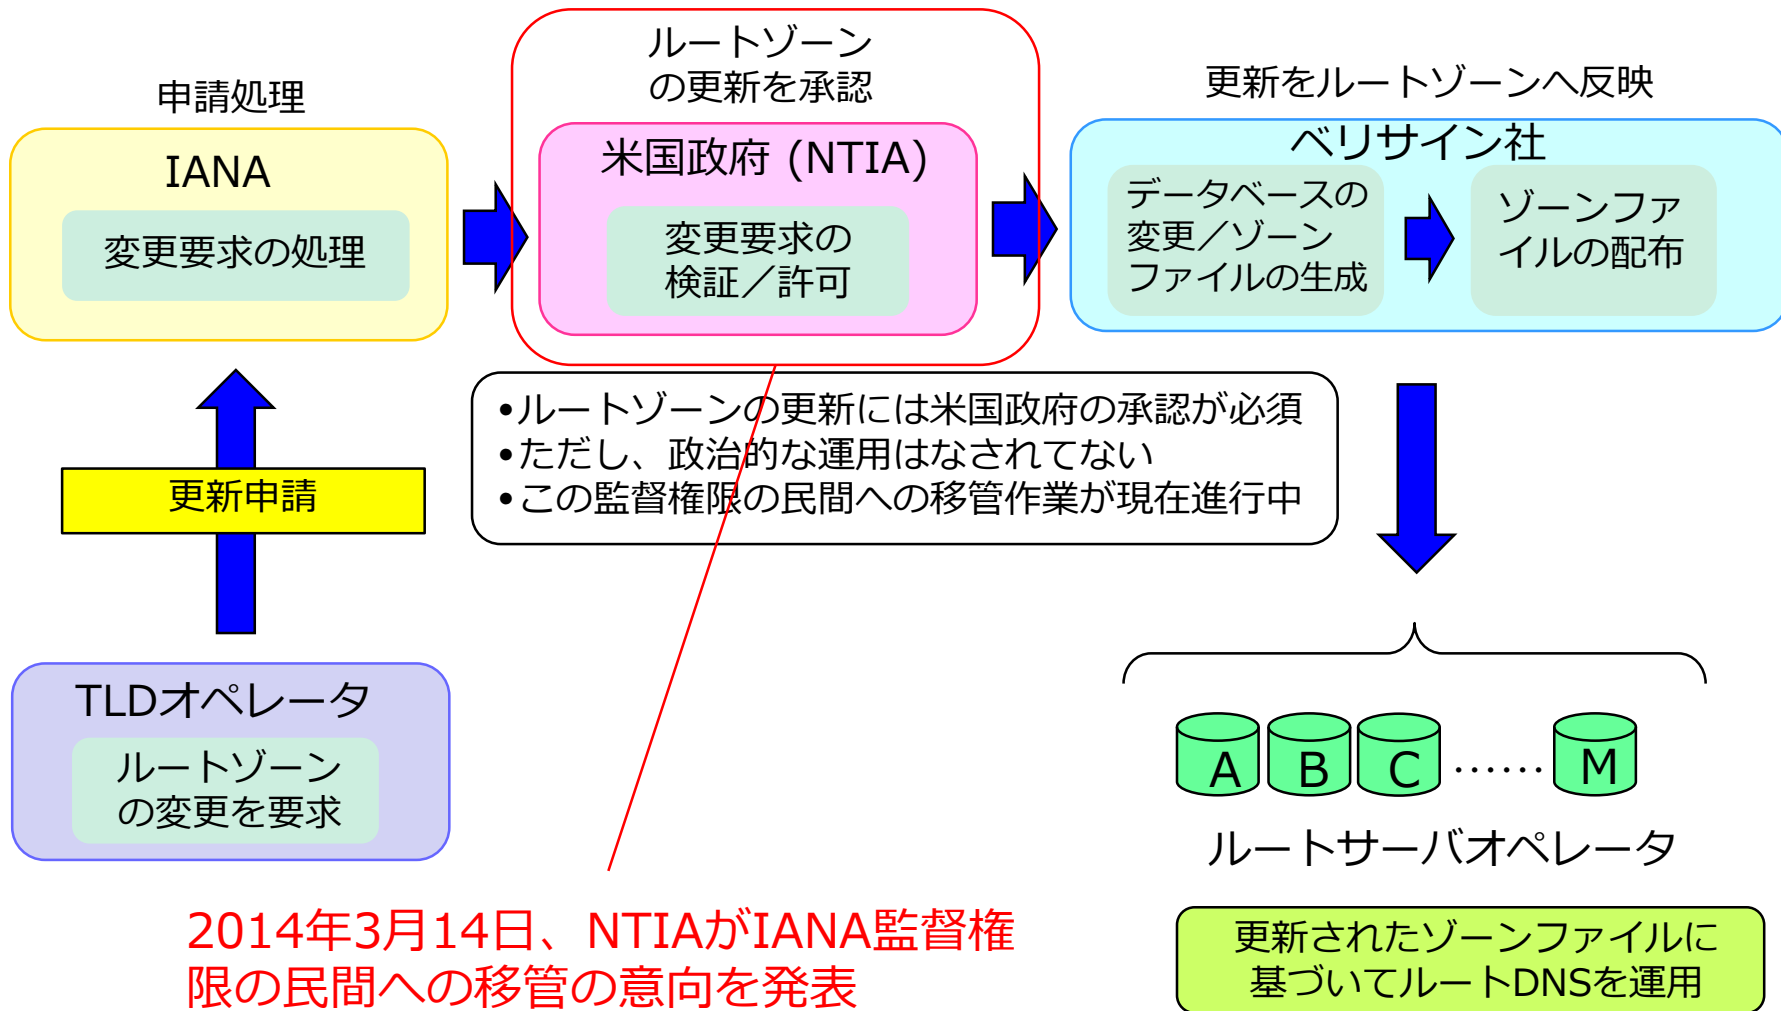 申請処理
IANA
変更要求の処理
ルートゾーン
の更新を承認
米国政府 (NTIA)
変更要求の
検証／許可
更新をルートゾーンへ反映
ベリサイン社
データベースの
変更／ゾーン
ファイルの生成
ゾーンファ
イルの配布
•ルートゾーンの更新には米国政府の承認が必須
•ただし、政治的な運用はなされてない
•この監督権限の民間への移管作業が現在進行中
更新申請
TLDオペレータ
ルートゾーン
の変更を要求
A B C …… M
ルートサーバオペレータ
更新されたゾーンファイルに
基づいてルートDNSを運用
2014年3月14日、NTIAがIANA監督権
限の民間への移管の意向を発表